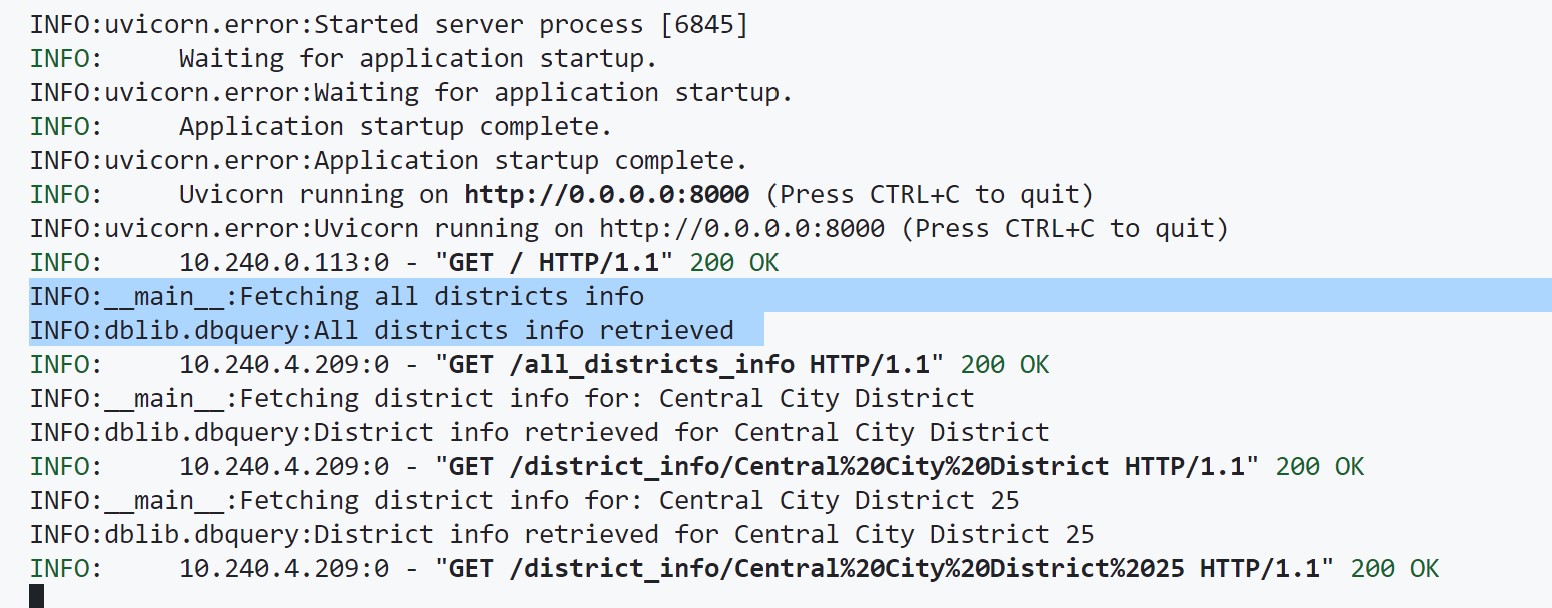 INFO:uvicorn.error:Started server process [6845]
INFO:     Waiting for application startup.
INFO:uvicorn.error:Waiting for application startup.
INFO:     Application startup complete.
INFO:uvicorn.error:Application startup complete.
INFO:     Uvicorn running on http://0.0.0.0:8000 (Press CTRL+C to quit)
INFO:uvicorn.error:Uvicorn running on http://0.0.0.0:8000 (Press CTRL+C to quit)
INFO:     10.240.0.113:0 - "GET / HTTP/1.1" 200 OK
INFO:__main__:Fetching all districts info
INFO:dblib.dbquery:All districts info retrieved
INFO:     10.240.4.209:0 - "GET /all_districts_info HTTP/1.1" 200 OK
INFO:__main__:Fetching district info for: Central City District
INFO:dblib.dbquery:District info retrieved for Central City District
INFO:     10.240.4.209:0 - "GET /district_info/Central%20City%20District HTTP/1.1" 200 OK
INFO:__main__:Fetching district info for: Central City District 25
INFO:dblib.dbquery:District info retrieved for Central City District 25
INFO:     10.240.4.209:0 - "GET /district_info/Central%20City%20District%2025 HTTP/1.1" 200 OK